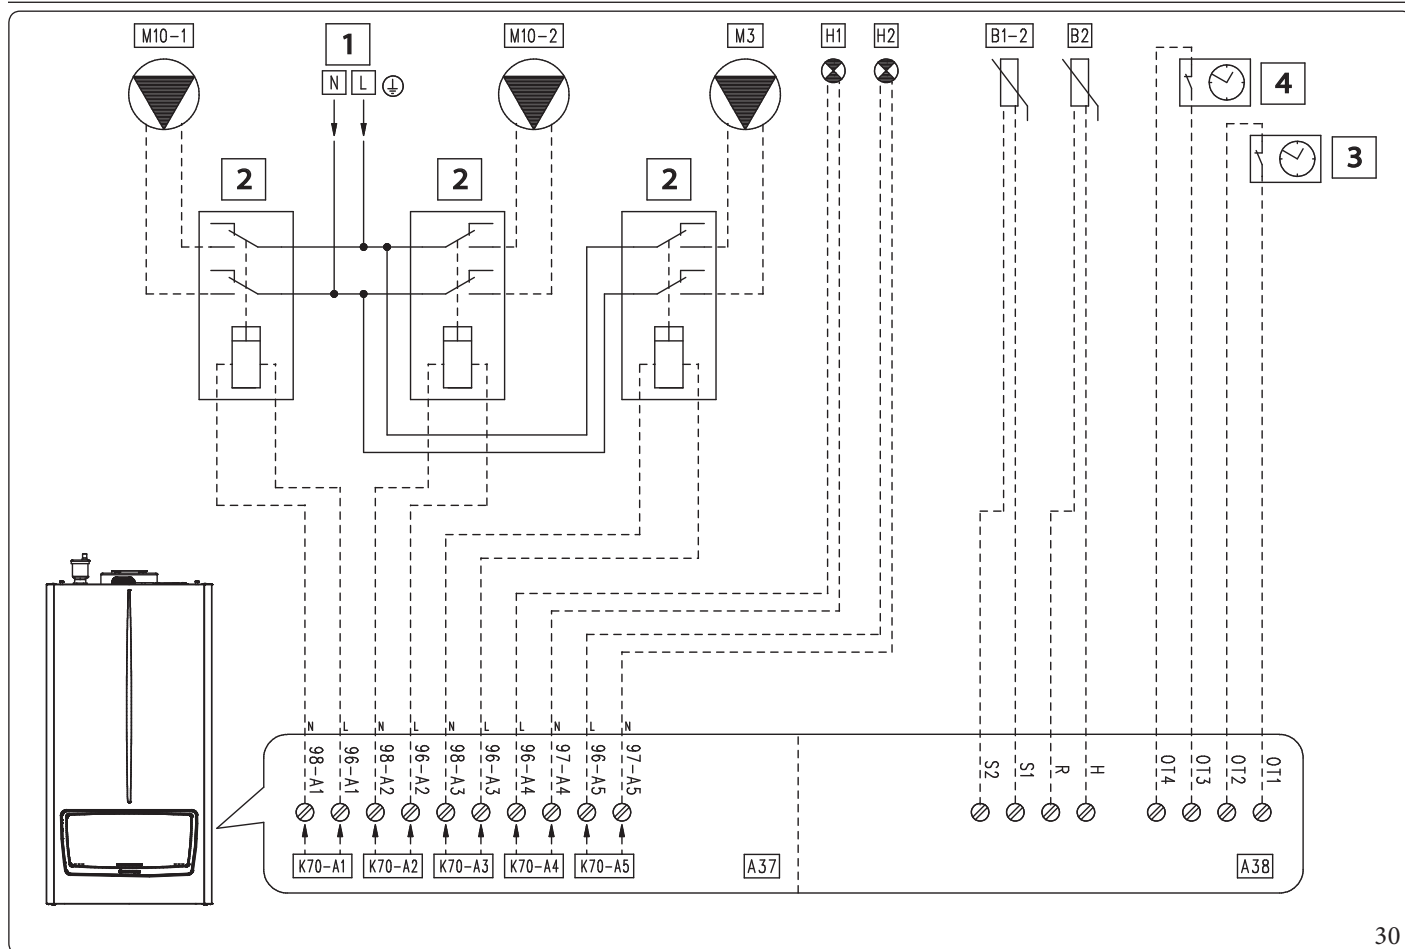 M10-1
1
M10-2
M3
H1
H2
B1-2
B2
N
L
4
3
2
2
2
N
L
N
L
N
L
L
N
L
N
98-A1
96-A1
98-A2
96-A2
98-A3
96-A3
96-A4
97-A4
96-A5
97-A5
S2
S1
R
H
OT4
OT3
OT2
OT1
K70-A1
K70-A2
K70-A3
K70-A4
K70-A5
A37
A38
30